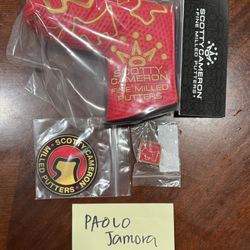 SCOTTY
CAMERON
FINE MILLED
PUTTERS
SCOTTY
CAMERON
FINE MILLED
PUTTERS
SCOTTY CAMERON
MILLED PUTTERS
PAOLO
Jamora